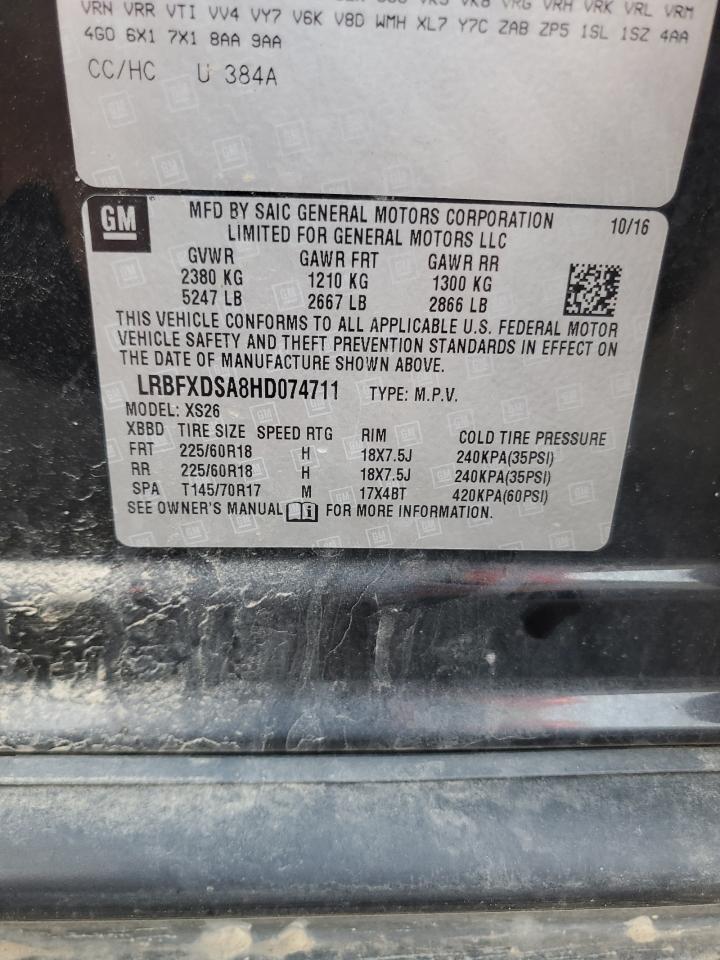 VK8 VRG VRH VRK VRL VRM
VRN VRR VTI VV4 VY7 V6K V8D WMH XL7 Y7C ZAB ZP5 1SL 1SZ 4AA
4G0 6X1 7X1 8AA 9AA
CC/HC U 384A
GM MFD BY SAIC GENERAL MOTORS CORPORATION 10/16
LIMITED FOR GENERAL MOTORS LLC
GVWR GAWR FRT GAWR RR
2380 KG 1210 KG 1300 KG
5247 LB 2667 LB 2866 LB
THIS VEHICLE CONFORMS TO ALL APPLICABLE U.S. FEDERAL MOTOR
VEHICLE SAFETY AND THEFT PREVENTION STANDARDS IN EFFECT ON
THE DATE OF MANUFACTURE SHOWN ABOVE.
LRBFXDSA8HD074711 TYPE: M.P.V.
MODEL: XS26
XBBD TIRE SIZE SPEED RTG RIM COLD TIRE PRESSURE
FRT 225/60R18 H 18X7.5J 240KPA(35PSI)
RR 225/60R18 H 18X7.5J 240KPA(35PSI)
SPA T145/70R17 M 17X4BT 420KPA(60PSI)
SEE OWNER'S MANUAL i FOR MORE INFORMATION.